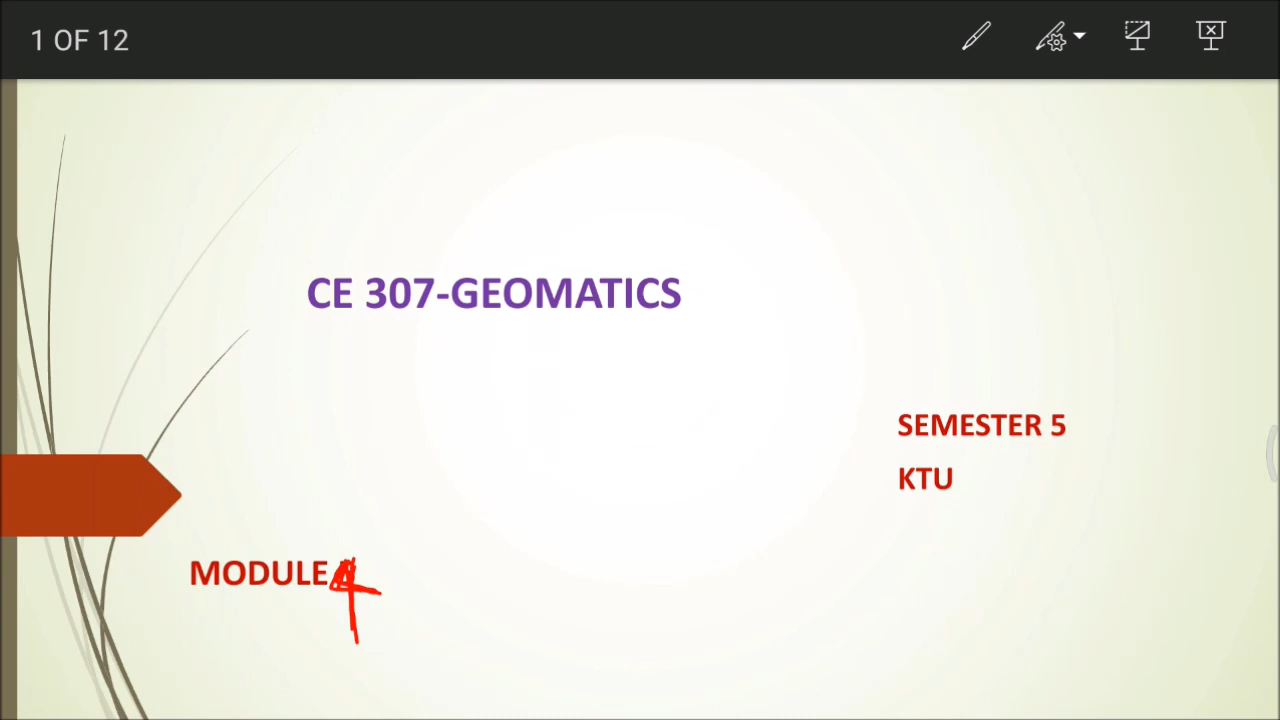 1 OF 12
CE 307-GEOMATICS
SEMESTER 5
KTU
MODULE 4